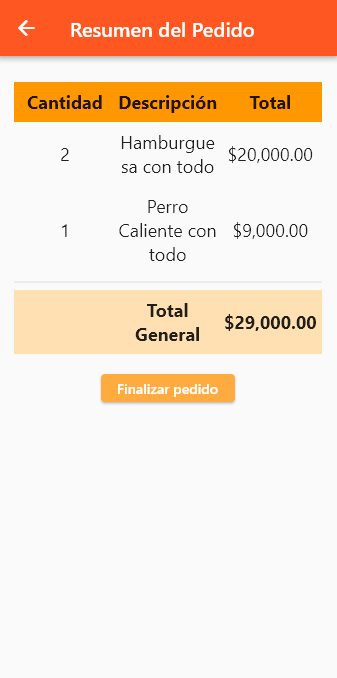 Resumen del Pedido
Cantidad Descripción Total
2 Hamburgue $20,000.00
sa con todo
Perro
1 Caliente con $9,000.00
todo
Total
General $29,000.00
Finalizar pedido